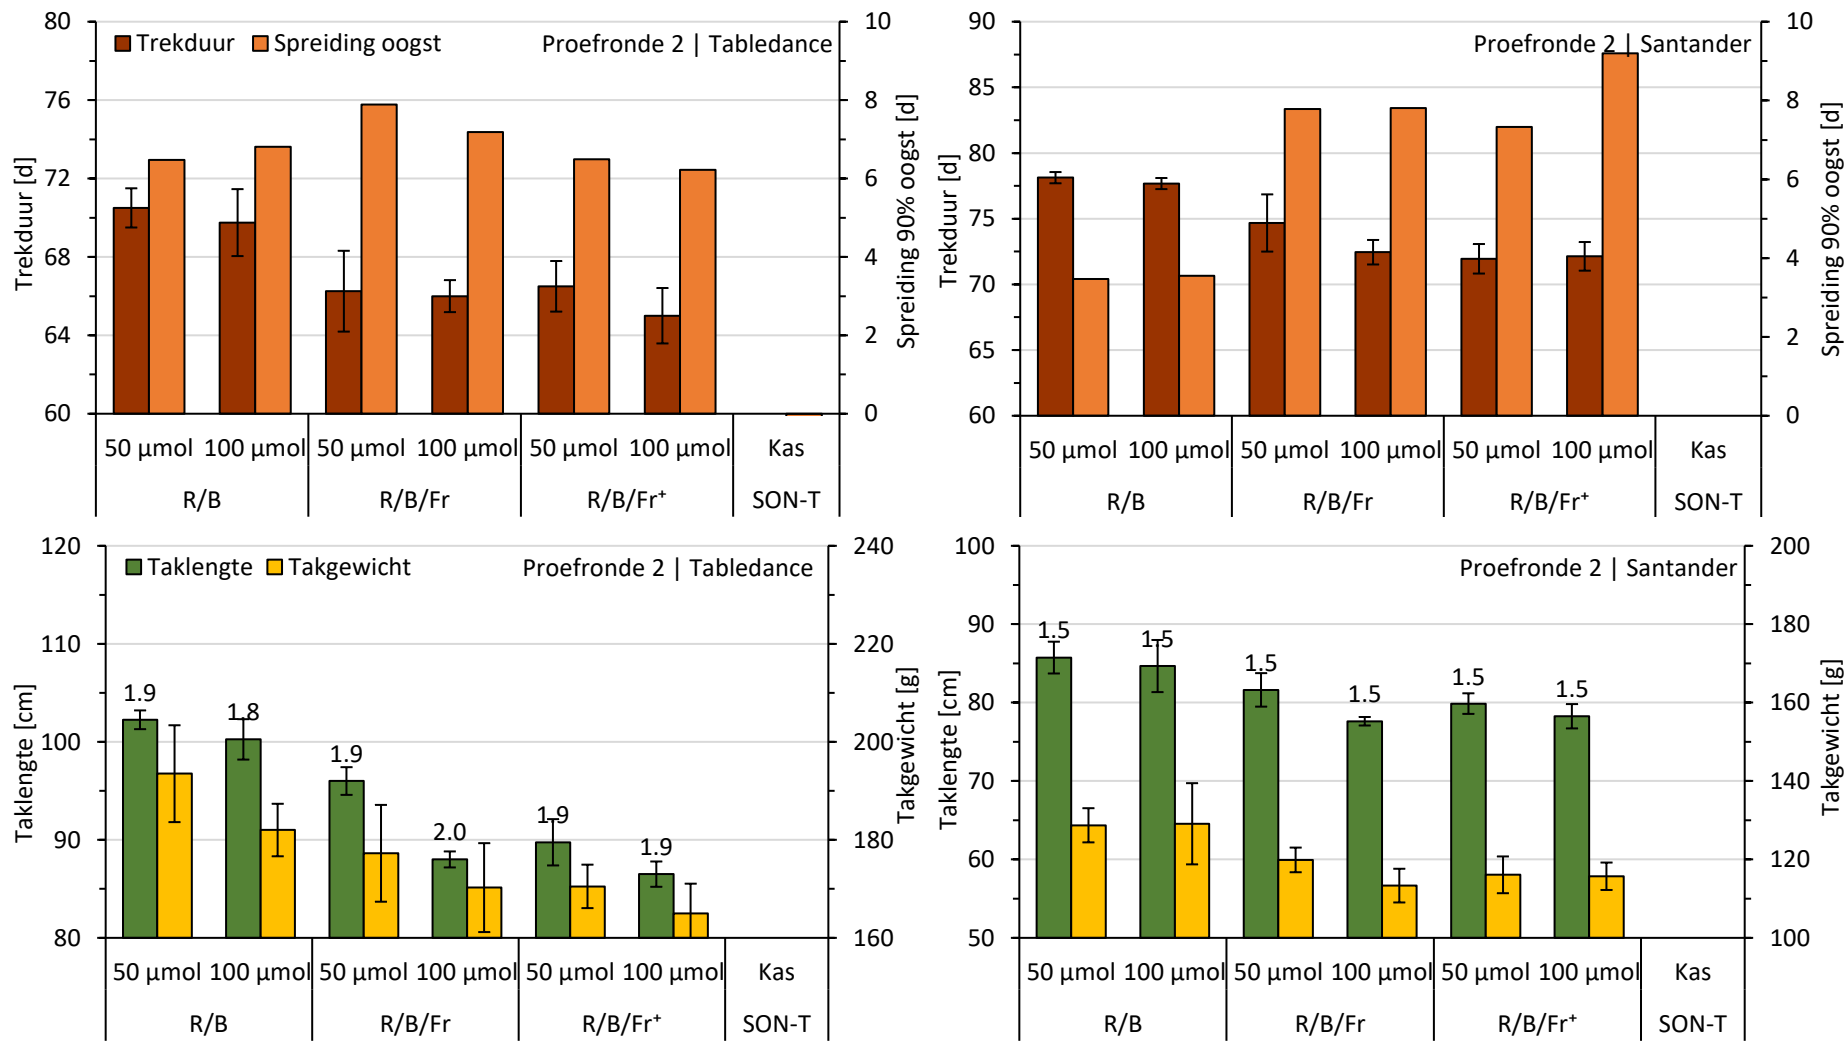 Trekduur Spreiding oogst Proefronde 2 | Tabledance
80
76
72
68
64
60
Trekduur [d]
10
8
6
4
2
0
Spreiding 90% oogst [d]
50 µmol 100 µmol 50 µmol 100 µmol 50 µmol 100 µmol Kas
R/B R/B/Fr R/B/Fr⁺ SON-T
Proefronde 2 | Santander
90
85
80
75
70
65
60
Trekduur [d]
10
8
6
4
2
0
Spreiding 90% oogst [d]
50 µmol 100 µmol 50 µmol 100 µmol 50 µmol 100 µmol Kas
R/B R/B/Fr R/B/Fr⁺ SON-T
Taklengte Takgewicht Proefronde 2 | Tabledance
120
110
100
90
80
Taklengte [cm]
1.9 1.8 1.9 2.0 1.9 1.9
240
220
200
180
160
Takgewicht [g]
50 µmol 100 µmol 50 µmol 100 µmol 50 µmol 100 µmol Kas
R/B R/B/Fr R/B/Fr⁺ SON-T
Proefronde 2 | Santander
100
90
80
70
60
50
Taklengte [cm]
1.5 1.5 1.5 1.5 1.5 1.5
200
180
160
140
120
100
Takgewicht [g]
50 µmol 100 µmol 50 µmol 100 µmol 50 µmol 100 µmol Kas
R/B R/B/Fr R/B/Fr⁺ SON-T